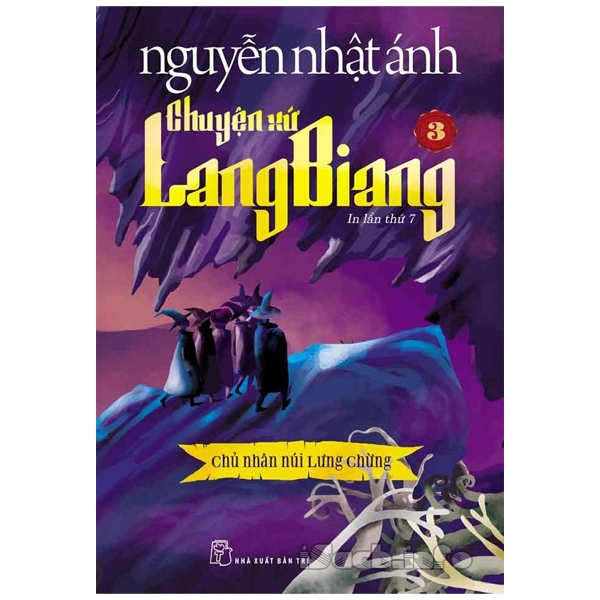 nguyễn nhật ánh
Chuyện xứ
LangBiang
3
In lần thứ 7
Chủ nhân núi Lưng Chừng
NHÀ XUẤT BẢN TRẺ